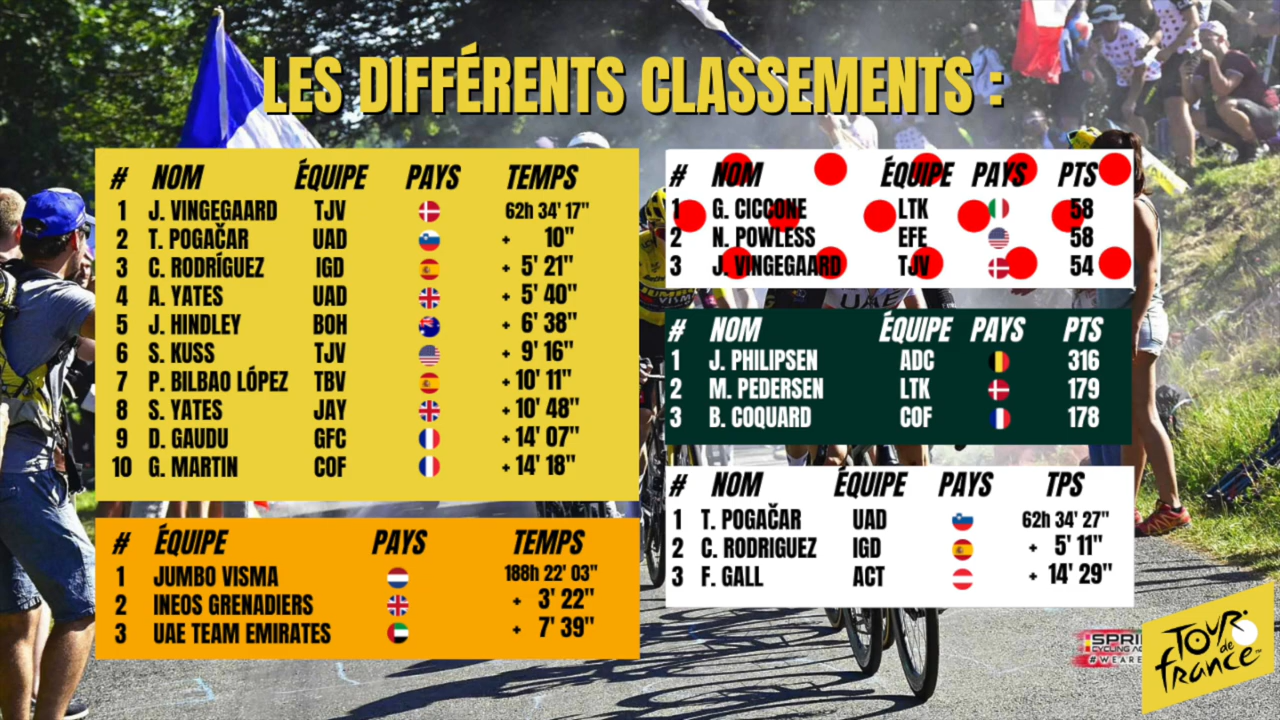 LES DIFFÉRENTS CLASSEMENTS :
# NOM ÉQUIPE PAYS TEMPS
1 J. VINGEGAARD TJV 62h 34' 17"
2 T. POGAČAR UAD + 10"
3 C. RODRÍGUEZ IGD + 5' 21"
4 A. YATES UAD + 5' 40"
5 J. HINDLEY BOH + 6' 38"
6 S. KUSS TJV + 9' 16"
7 P. BILBAO LÓPEZ TBV + 10' 11"
8 S. YATES JAY + 10' 48"
9 D. GAUDU GFC + 14' 07"
10 G. MARTIN COF + 14' 18"
# ÉQUIPE PAYS TEMPS
1 JUMBO VISMA 188h 22' 03"
2 INEOS GRENADIERS + 3' 22"
3 UAE TEAM EMIRATES + 7' 39"
# NOM ÉQUIPE PAYS PTS
1 G. CICCONE LTK 58
2 N. POWLESS EFE 58
3 J. VINGEGAARD TJV 54
# NOM ÉQUIPE PAYS PTS
1 J. PHILIPSEN ADC 316
2 M. PEDERSEN LTK 179
3 B. COQUARD COF 178
# NOM ÉQUIPE PAYS TPS
1 T. POGAČAR UAD 62h 34' 27"
2 C. RODRIGUEZ IGD + 5' 11"
3 F. GALL ACT + 14' 29"
UAE
SPRI
CYCLING AC
#WEARE
TOUR
de
france